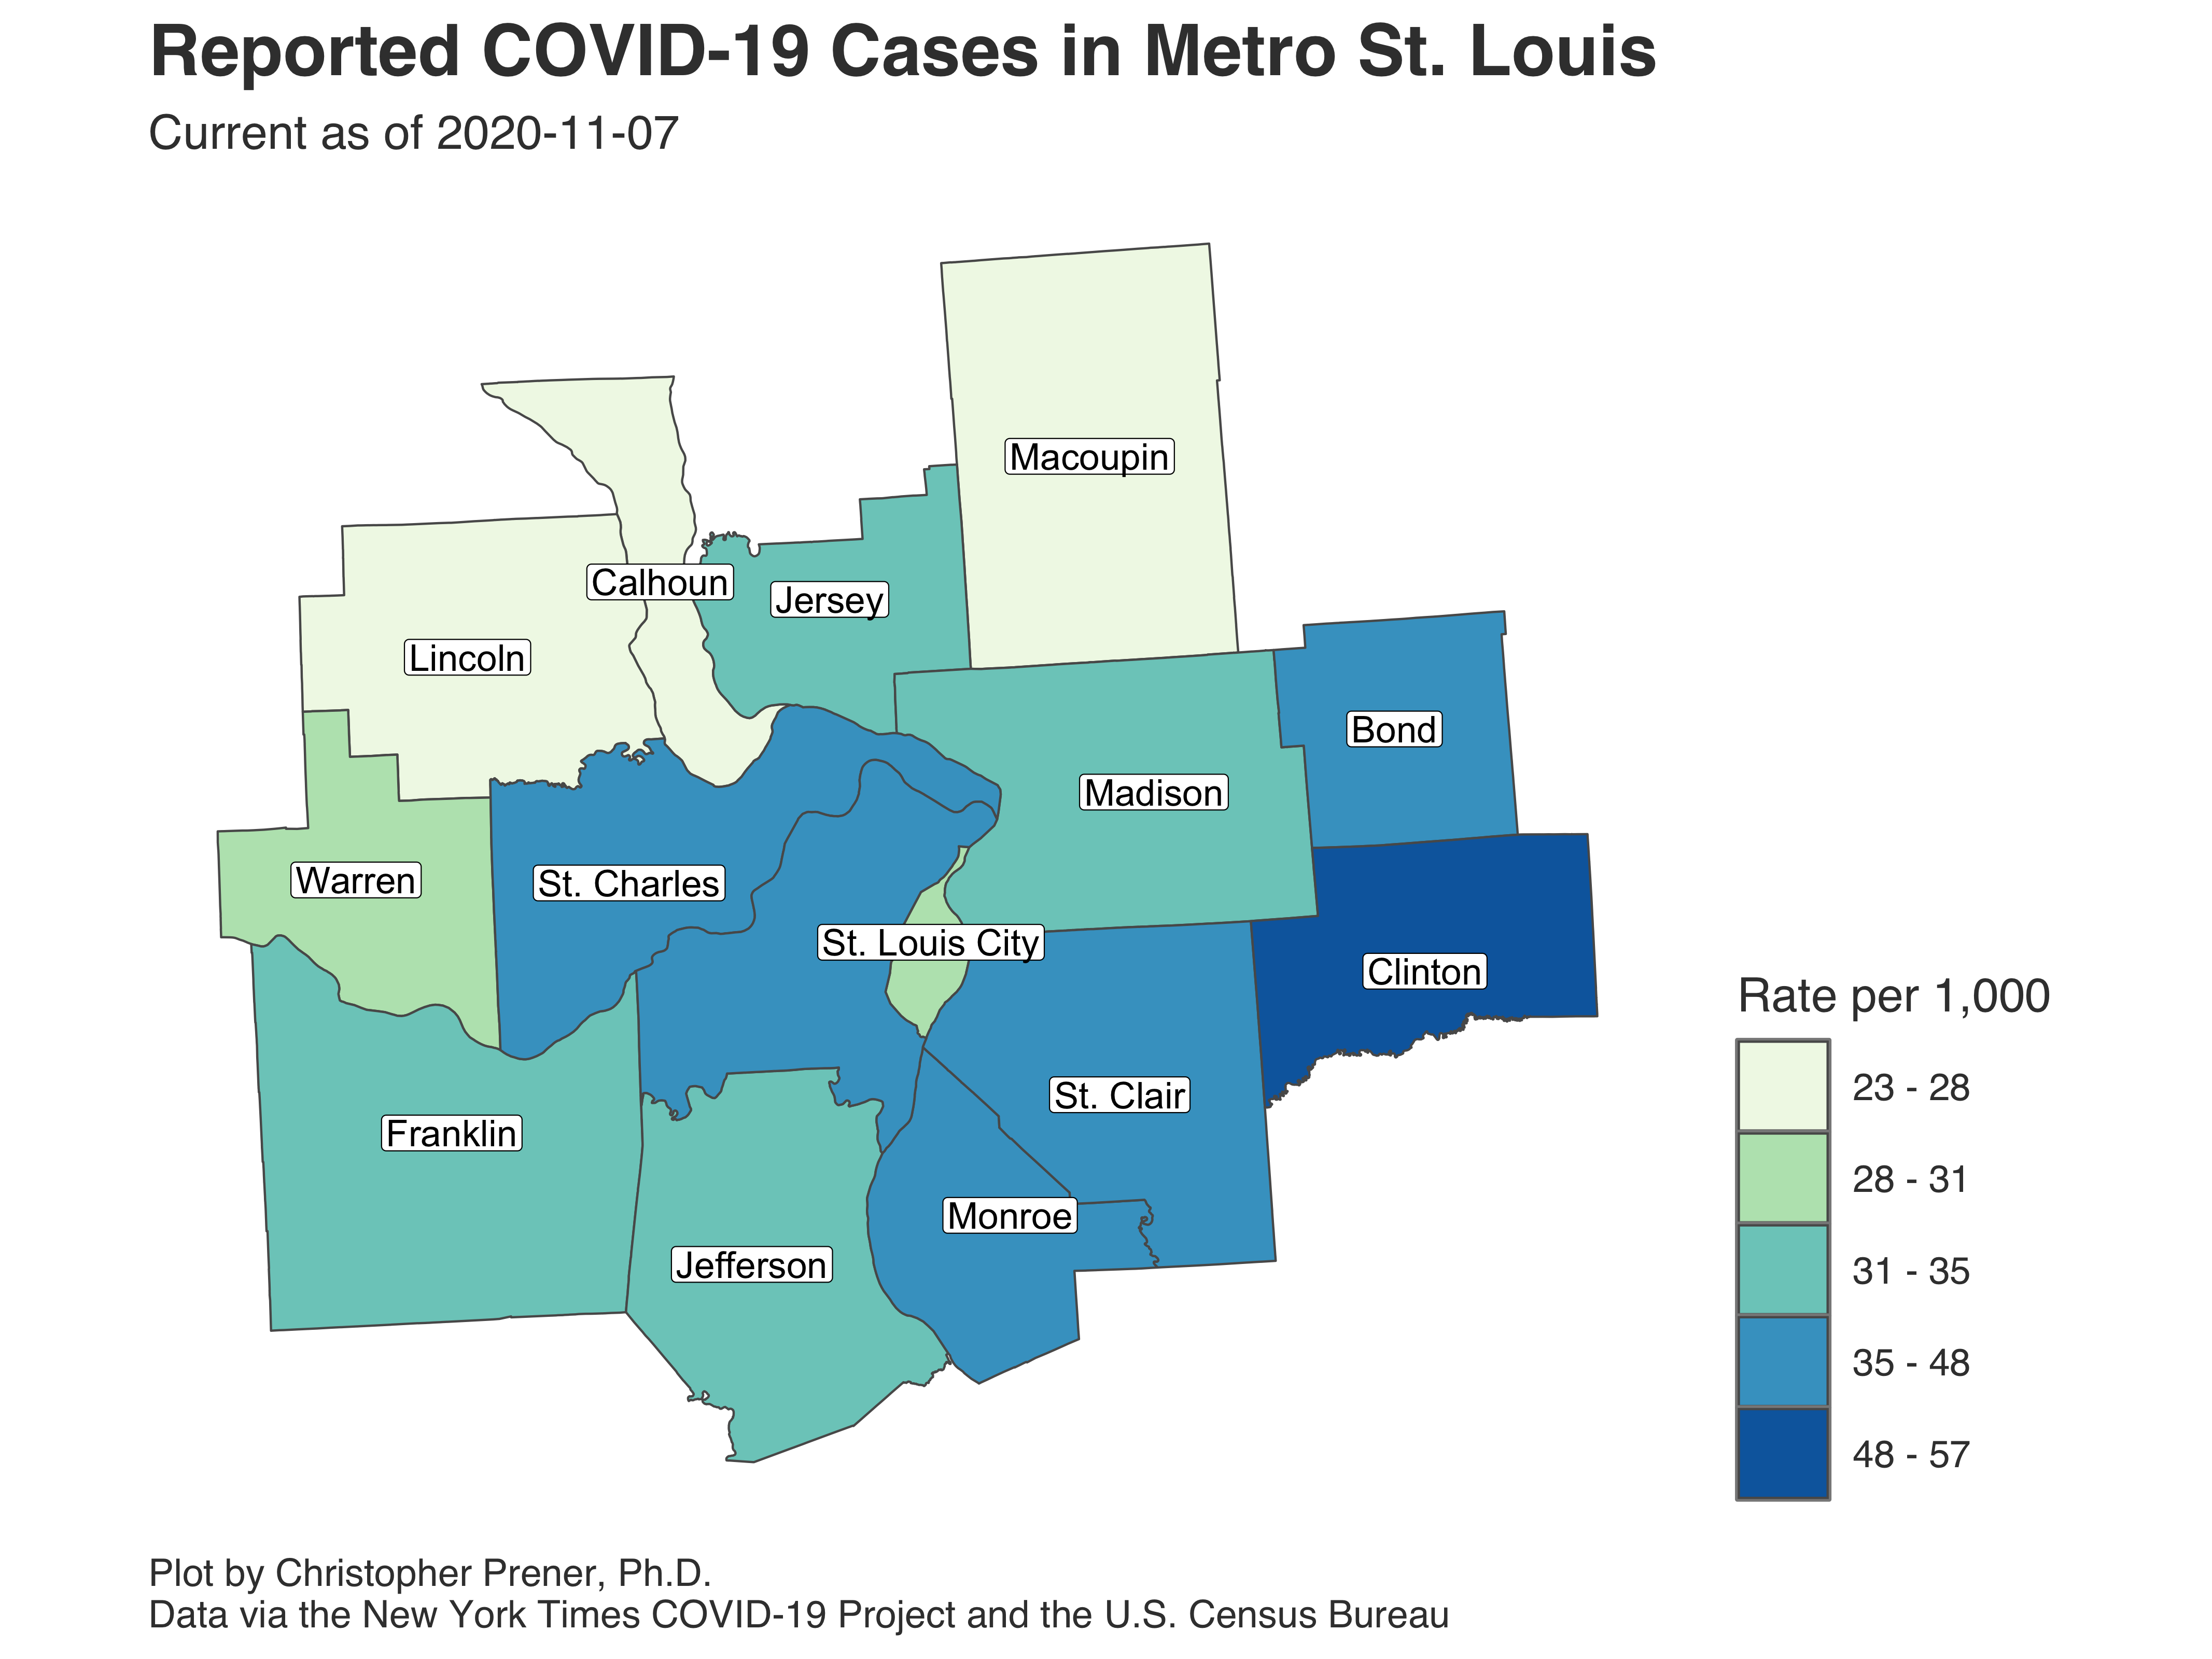 Reported COVID-19 Cases in Metro St. Louis
Current as of 2020-11-07
Macoupin
Calhoun
Jersey
Lincoln
Bond
Madison
Warren
St. Charles
St. Louis City
Clinton
St. Clair
Franklin
Monroe
Jefferson
Rate per 1,000
23 - 28
28 - 31
31 - 35
35 - 48
48 - 57
Plot by Christopher Prener, Ph.D.
Data via the New York Times COVID-19 Project and the U.S. Census Bureau